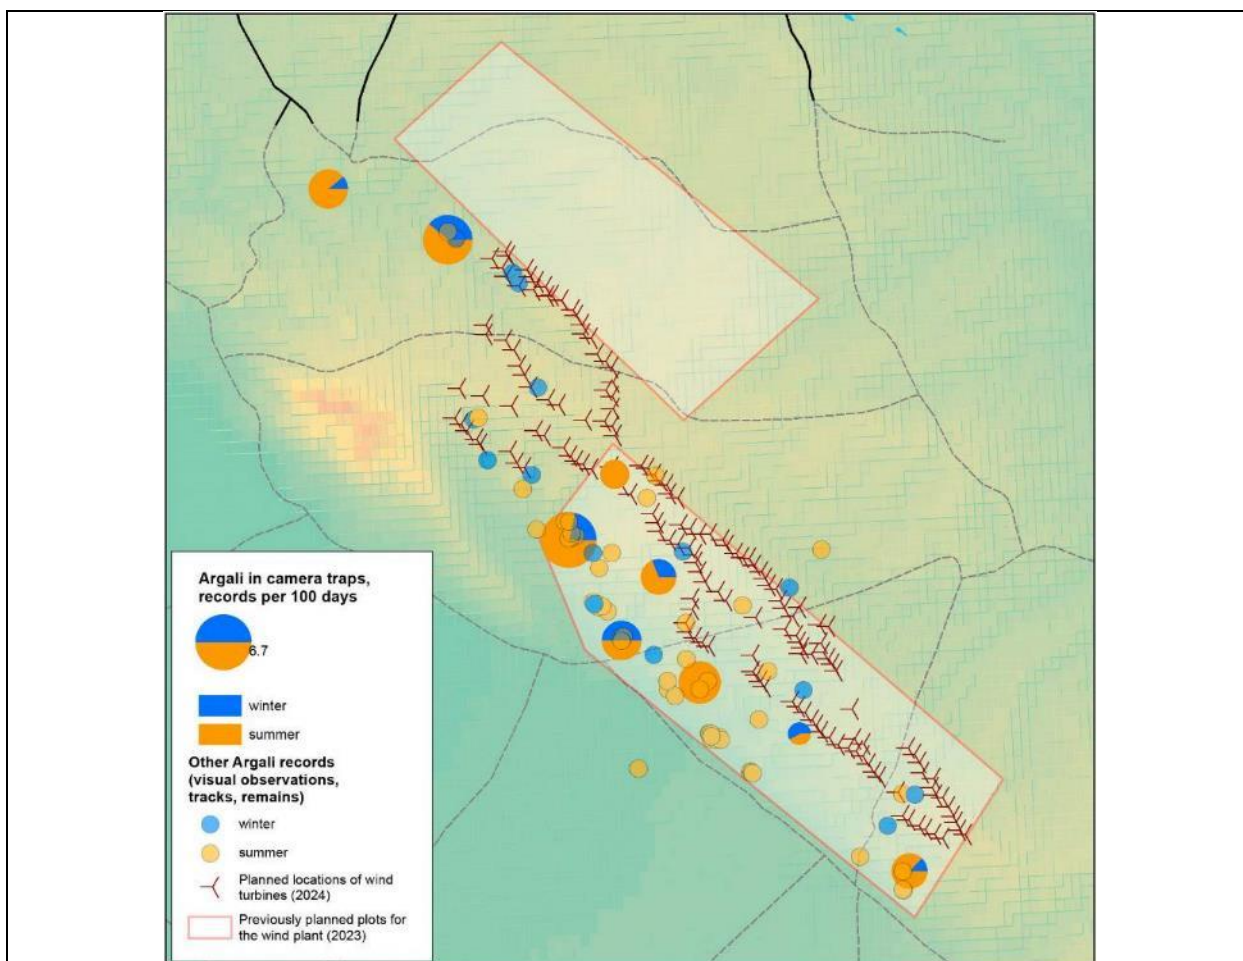 Argali in camera traps,
records per 100 days
6.7
winter
summer
Other Argali records
(visual observations,
tracks, remains)
winter
summer
Planned locations of wind
turbines (2024)
Previously planned plots for
the wind plant (2023)